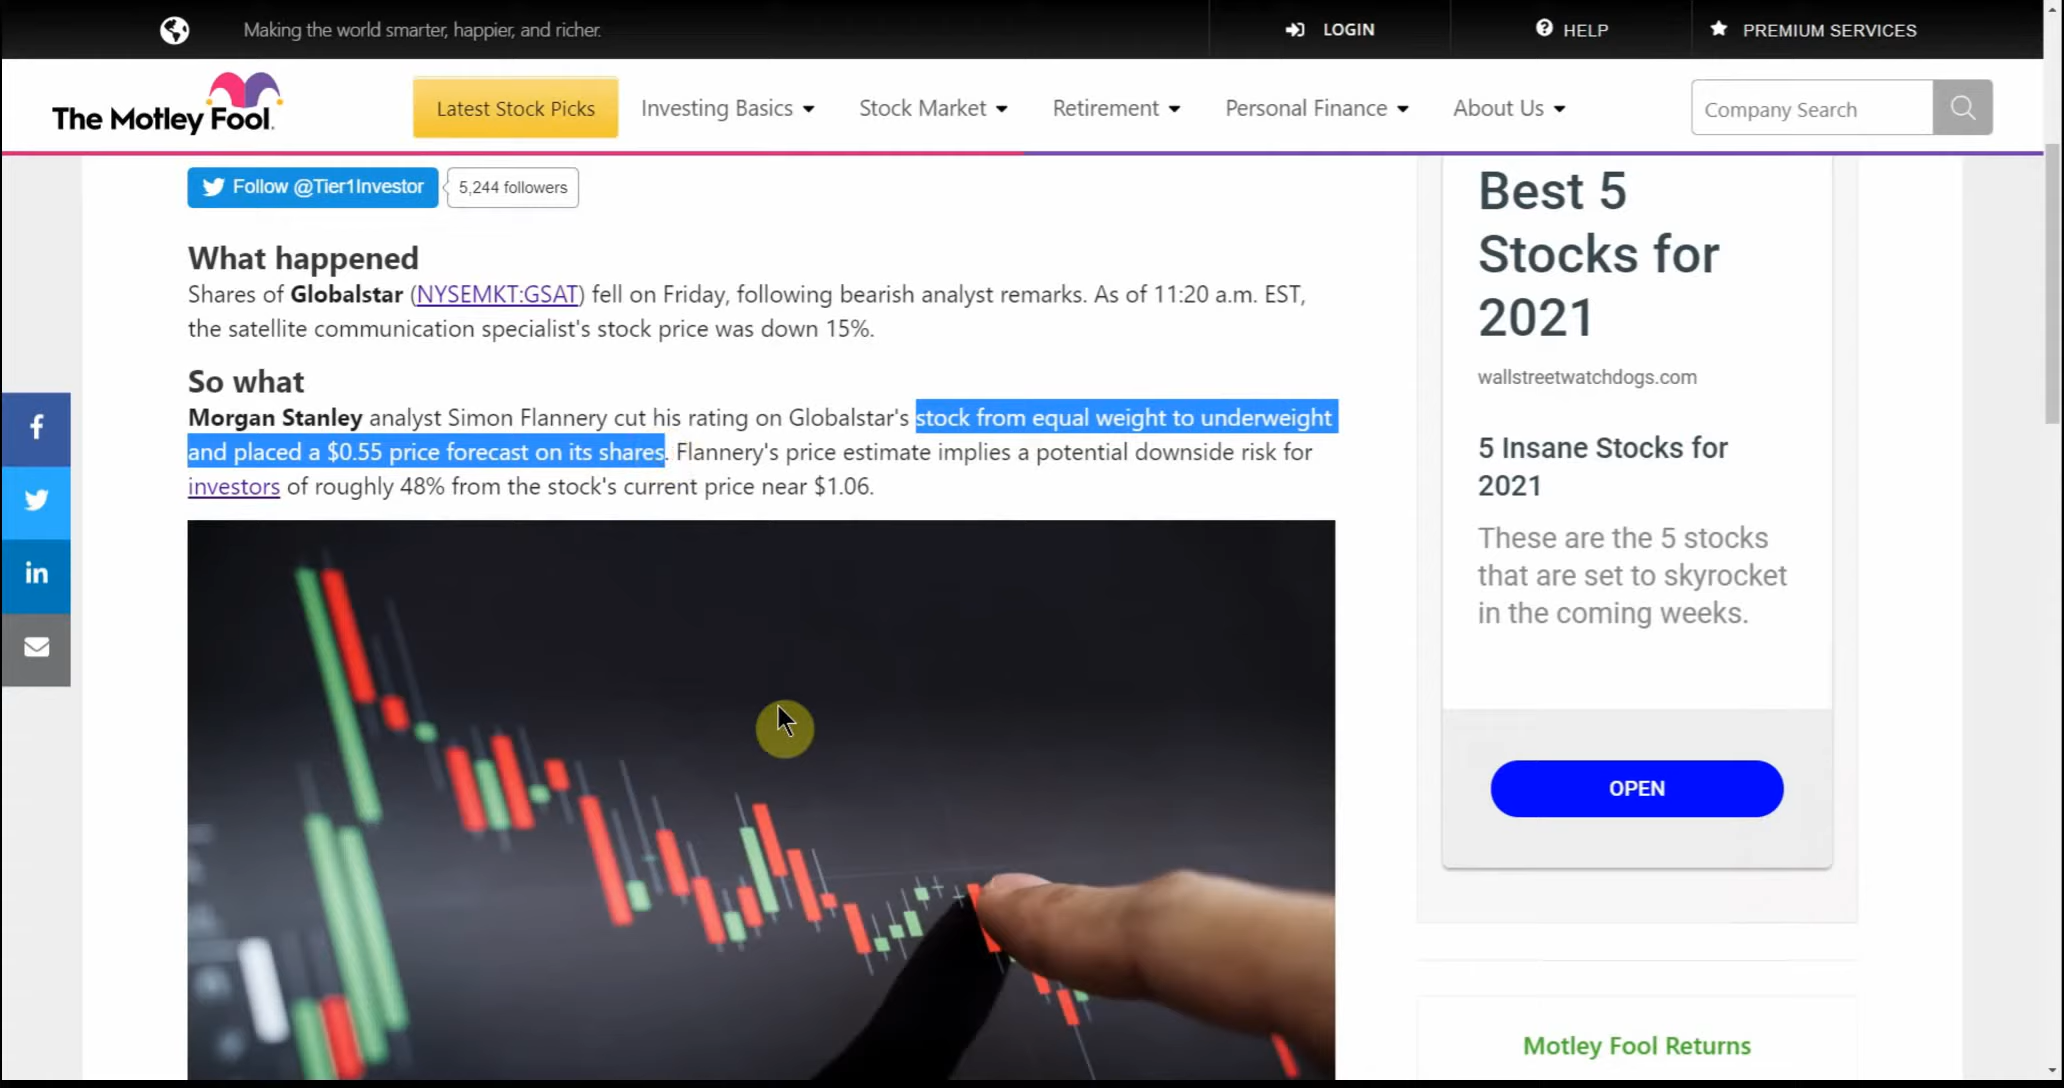 Making the world smarter, happier, and richer.
LOGIN
HELP
PREMIUM SERVICES
The Motley Fool.
Latest Stock Picks
Investing Basics
Stock Market
Retirement
Personal Finance
About Us
Company Search
Follow @Tier1Investor
5,244 followers
What happened
Shares of Globalstar (NYSEMKT:GSAT) fell on Friday, following bearish analyst remarks. As of 11:20 a.m. EST,
the satellite communication specialist's stock price was down 15%.
So what
Morgan Stanley analyst Simon Flannery cut his rating on Globalstar's stock from equal weight to underweight
and placed a $0.55 price forecast on its shares. Flannery's price estimate implies a potential downside risk for
investors of roughly 48% from the stock's current price near $1.06.
f
in
Best 5
Stocks for
2021
wallstreetwatchdogs.com
5 Insane Stocks for
2021
These are the 5 stocks
that are set to skyrocket
in the coming weeks.
OPEN
Motley Fool Returns